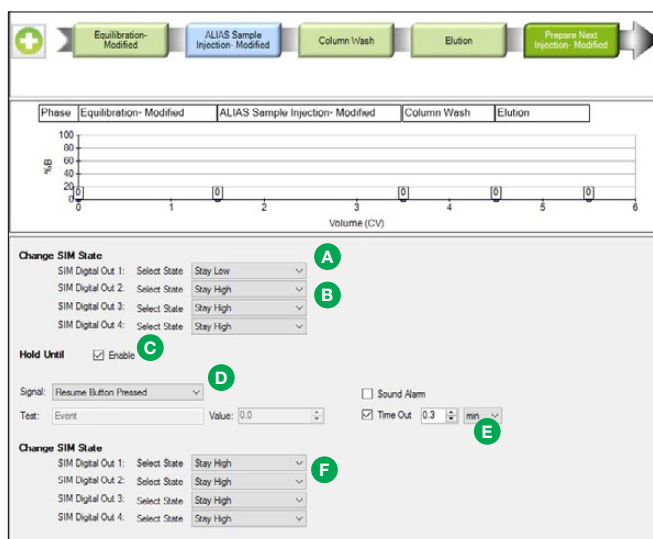 Equilibration-
Modified
ALIAS Sample
Injection- Modified
Column Wash
Elution
Prepare Next
Injection- Modified
Phase Equilibration- Modified ALIAS Sample Injection- Modified Column Wash Elution
%B
100
80
60
40
20
0
0 0 0 0 0
0 1 2 3 4 5 6
Volume (CV)
Change SIM State A
SIM Digital Out 1: Select State Stay Low
SIM Digital Out 2: Select State Stay High B
SIM Digital Out 3: Select State Stay High
SIM Digital Out 4: Select State Stay High
Hold Until Enable C
Signal: Resume Button Pressed D Sound Alarm
Test: Event Value: 0.0 Time Out 0.3 min E
Change SIM State
SIM Digital Out 1: Select State Stay High F
SIM Digital Out 2: Select State Stay High
SIM Digital Out 3: Select State Stay High
SIM Digital Out 4: Select State Stay High